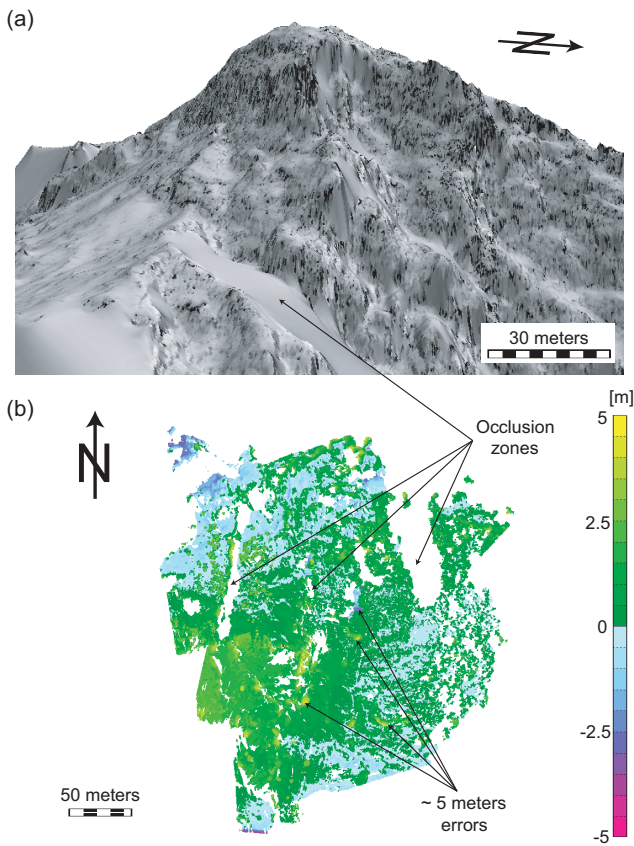 (a)
N
30 meters
(b)
N
Occlusion
zones
[m]
5
2.5
0
-2.5
-5
50 meters
~ 5 meters
errors